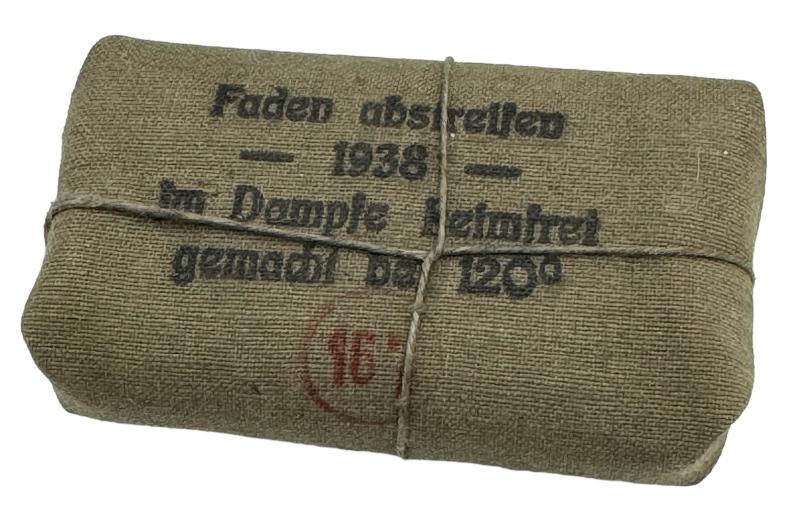 Faden abstreifen
— 1938 —
im Dampfe keimfrei
gemacht bei 120°
16